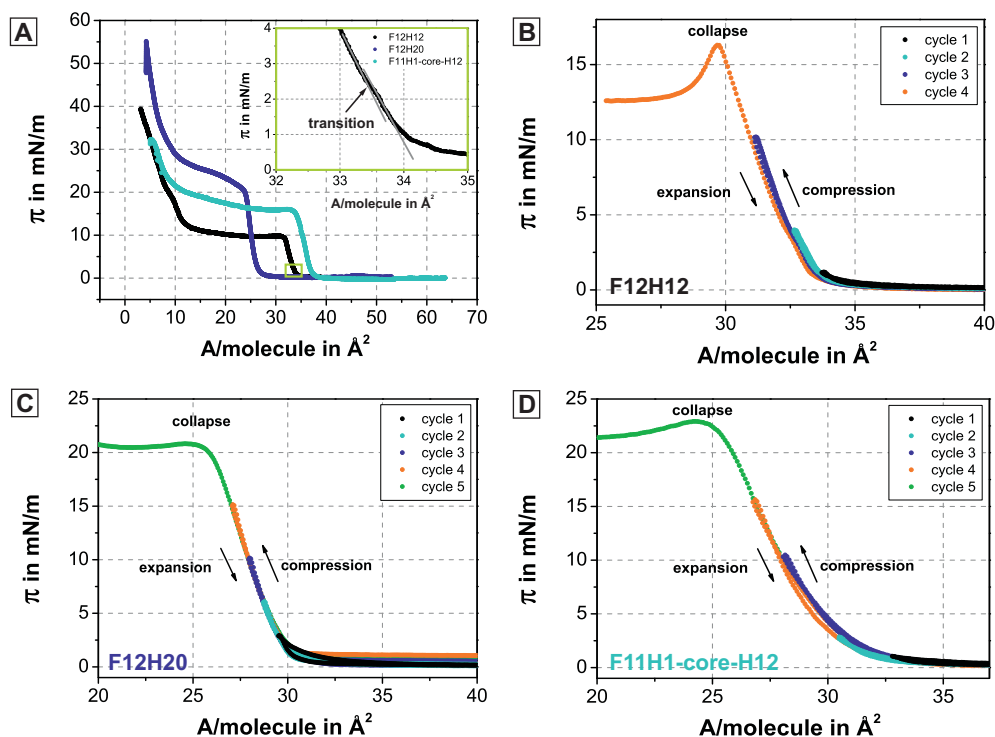 A
π in mN/m
60
50
40
30
20
10
0
0 10 20 30 40 50 60 70
A/molecule in Å²
π in mN/m
4
3
2
1
0
32 33 34 35
A/molecule in Å²
F12H12
F12H20
F11H1-core-H12
transition
B
π in mN/m
15
10
5
0
25 30 35 40
A/molecule in Å²
collapse
cycle 1
cycle 2
cycle 3
cycle 4
expansion
compression
F12H12
C
π in mN/m
25
20
15
10
5
0
20 25 30 35 40
A/molecule in Å²
collapse
cycle 1
cycle 2
cycle 3
cycle 4
cycle 5
expansion
compression
F12H20
D
π in mN/m
25
20
15
10
5
0
20 25 30 35
A/molecule in Å²
collapse
cycle 1
cycle 2
cycle 3
cycle 4
cycle 5
expansion
compression
F11H1-core-H12